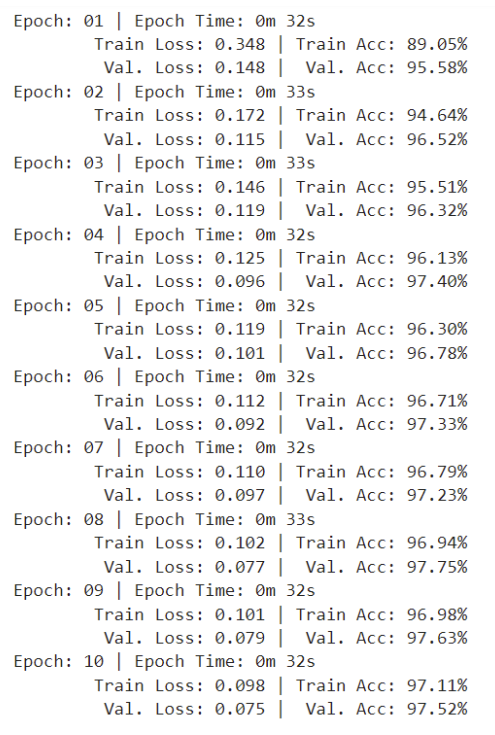 Epoch: 01 | Epoch Time: 0m 32s
Train Loss: 0.348 | Train Acc: 89.05%
Val. Loss: 0.148 | Val. Acc: 95.58%
Epoch: 02 | Epoch Time: 0m 33s
Train Loss: 0.172 | Train Acc: 94.64%
Val. Loss: 0.115 | Val. Acc: 96.52%
Epoch: 03 | Epoch Time: 0m 33s
Train Loss: 0.146 | Train Acc: 95.51%
Val. Loss: 0.119 | Val. Acc: 96.32%
Epoch: 04 | Epoch Time: 0m 32s
Train Loss: 0.125 | Train Acc: 96.13%
Val. Loss: 0.096 | Val. Acc: 97.40%
Epoch: 05 | Epoch Time: 0m 32s
Train Loss: 0.119 | Train Acc: 96.30%
Val. Loss: 0.101 | Val. Acc: 96.78%
Epoch: 06 | Epoch Time: 0m 32s
Train Loss: 0.112 | Train Acc: 96.71%
Val. Loss: 0.092 | Val. Acc: 97.33%
Epoch: 07 | Epoch Time: 0m 32s
Train Loss: 0.110 | Train Acc: 96.79%
Val. Loss: 0.097 | Val. Acc: 97.23%
Epoch: 08 | Epoch Time: 0m 33s
Train Loss: 0.102 | Train Acc: 96.94%
Val. Loss: 0.077 | Val. Acc: 97.75%
Epoch: 09 | Epoch Time: 0m 32s
Train Loss: 0.101 | Train Acc: 96.98%
Val. Loss: 0.079 | Val. Acc: 97.63%
Epoch: 10 | Epoch Time: 0m 32s
Train Loss: 0.098 | Train Acc: 97.11%
Val. Loss: 0.075 | Val. Acc: 97.52%